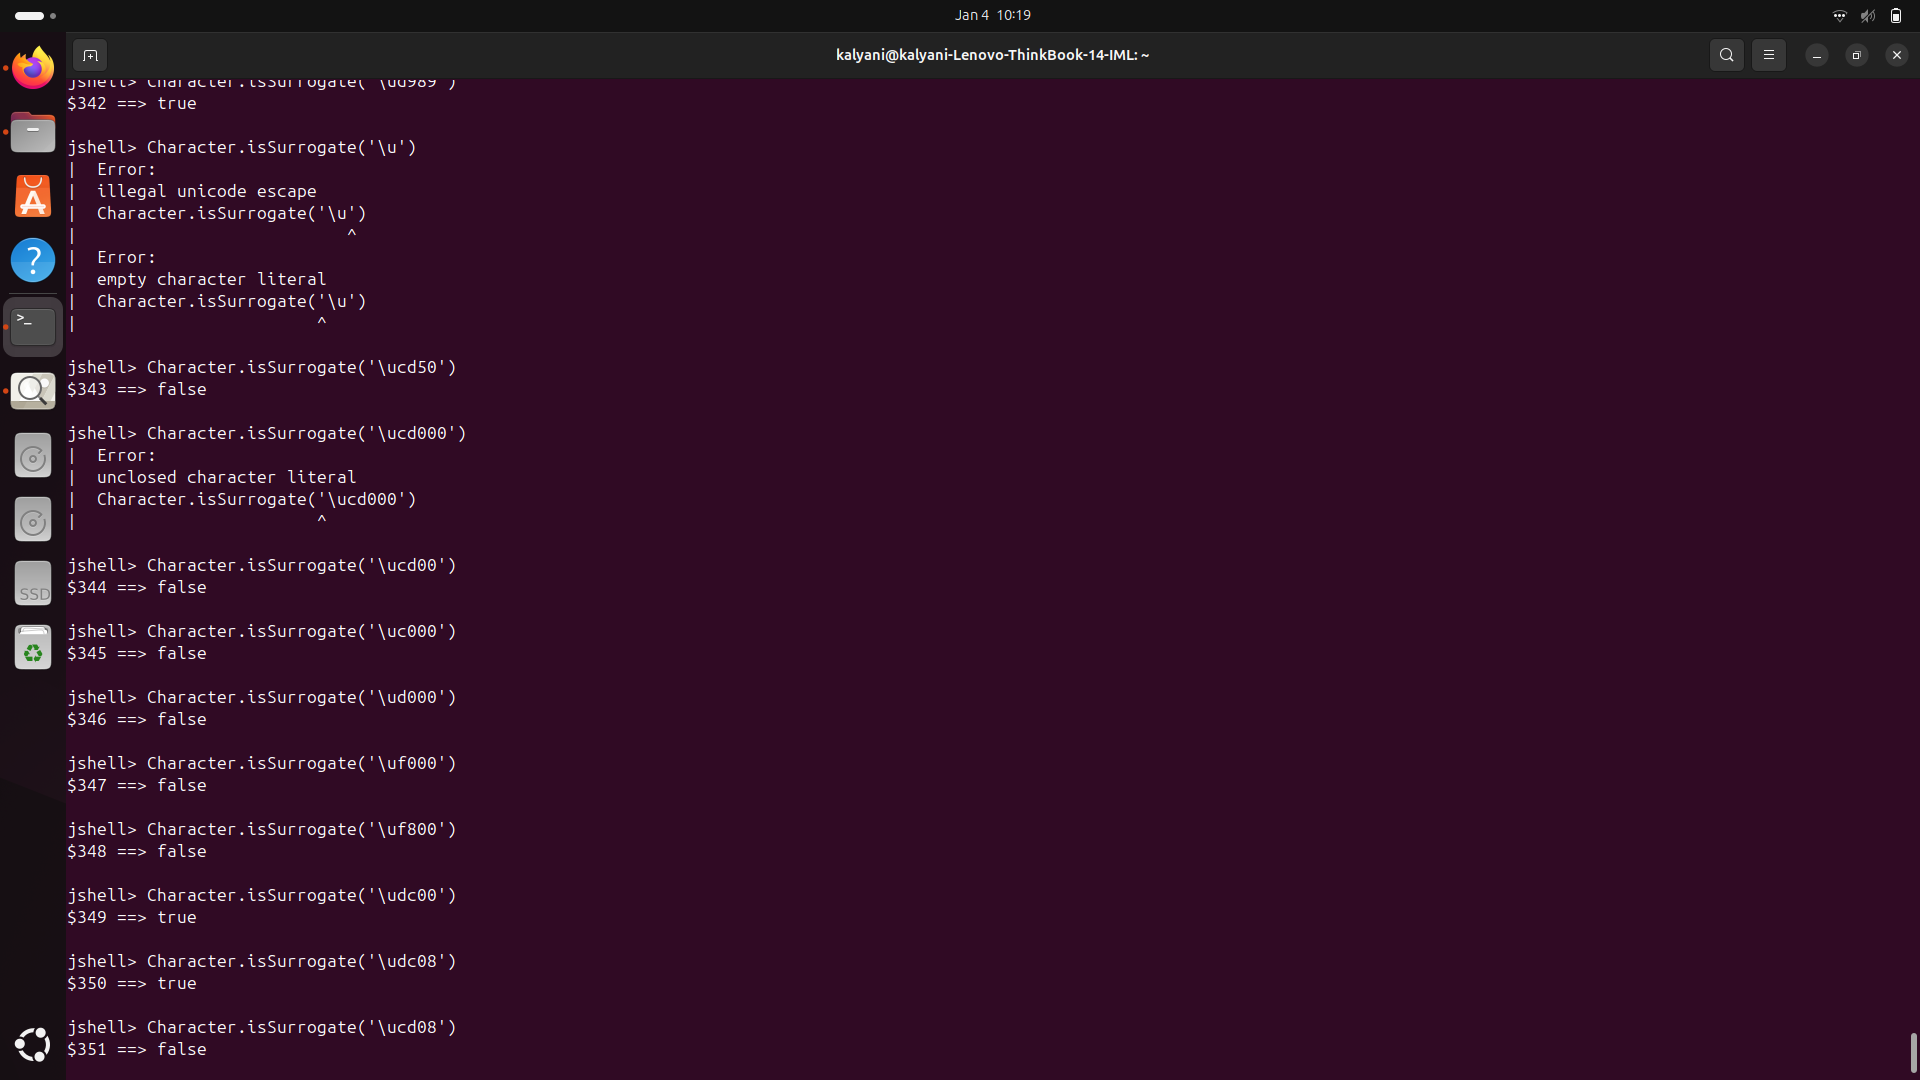 Jan 4 10:19
kalyani@kalyani-Lenovo-ThinkBook-14-IML: ~
jshell> Character.isSurrogate('\ud989')
$342 ==> true
jshell> Character.isSurrogate('\u')
| Error:
| illegal unicode escape
| Character.isSurrogate('\u')
| ^
| Error:
| empty character literal
| Character.isSurrogate('\u')
| ^
jshell> Character.isSurrogate('\ucd50')
$343 ==> false
jshell> Character.isSurrogate('\ucd000')
| Error:
| unclosed character literal
| Character.isSurrogate('\ucd000')
| ^
jshell> Character.isSurrogate('\ucd00')
$344 ==> false
jshell> Character.isSurrogate('\uc000')
$345 ==> false
jshell> Character.isSurrogate('\ud000')
$346 ==> false
jshell> Character.isSurrogate('\uf000')
$347 ==> false
jshell> Character.isSurrogate('\uf800')
$348 ==> false
jshell> Character.isSurrogate('\udc00')
$349 ==> true
jshell> Character.isSurrogate('\udc08')
$350 ==> true
jshell> Character.isSurrogate('\ucd08')
$351 ==> false
>_
SSD